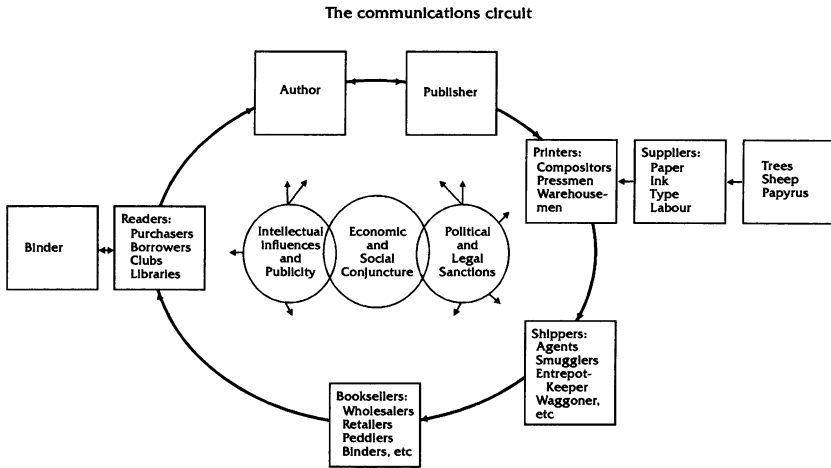 The communications circuit
Author
Publisher
Printers:
Compositors
Pressmen
Warehouse-
men
Suppliers:
Paper
Ink
Type
Labour
Trees
Sheep
Papyrus
Binder
Readers:
Purchasers
Borrowers
Clubs
Libraries
Intellectual
Influences
and
Publicity
Economic
and
Social
Conjuncture
Political
and
Legal
Sanctions
Shippers:
Agents
Smugglers
Entrepot-
Keeper
Waggoner,
etc
Booksellers:
Wholesalers
Retailers
Peddlers
Binders, etc